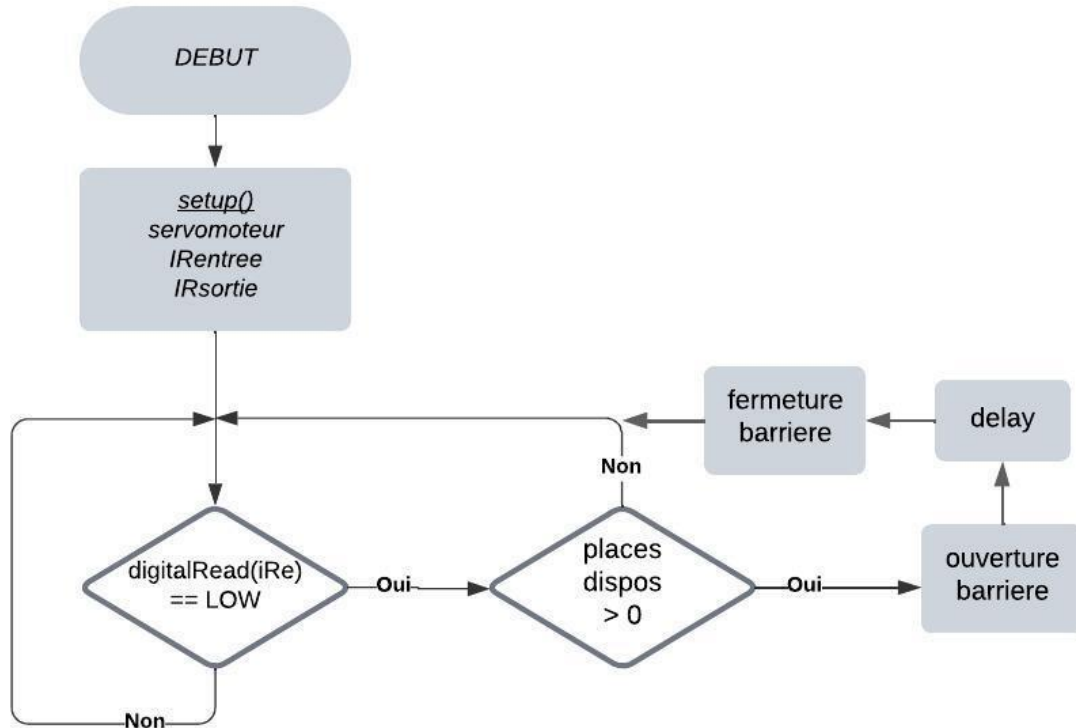 DEBUT
setup()
servomoteur
IRentree
IRsortie
fermeture
barriere
delay
Non
digitalRead(iRe)
== LOW
Oui
places
dispos
> 0
Oui
ouverture
barriere
Non